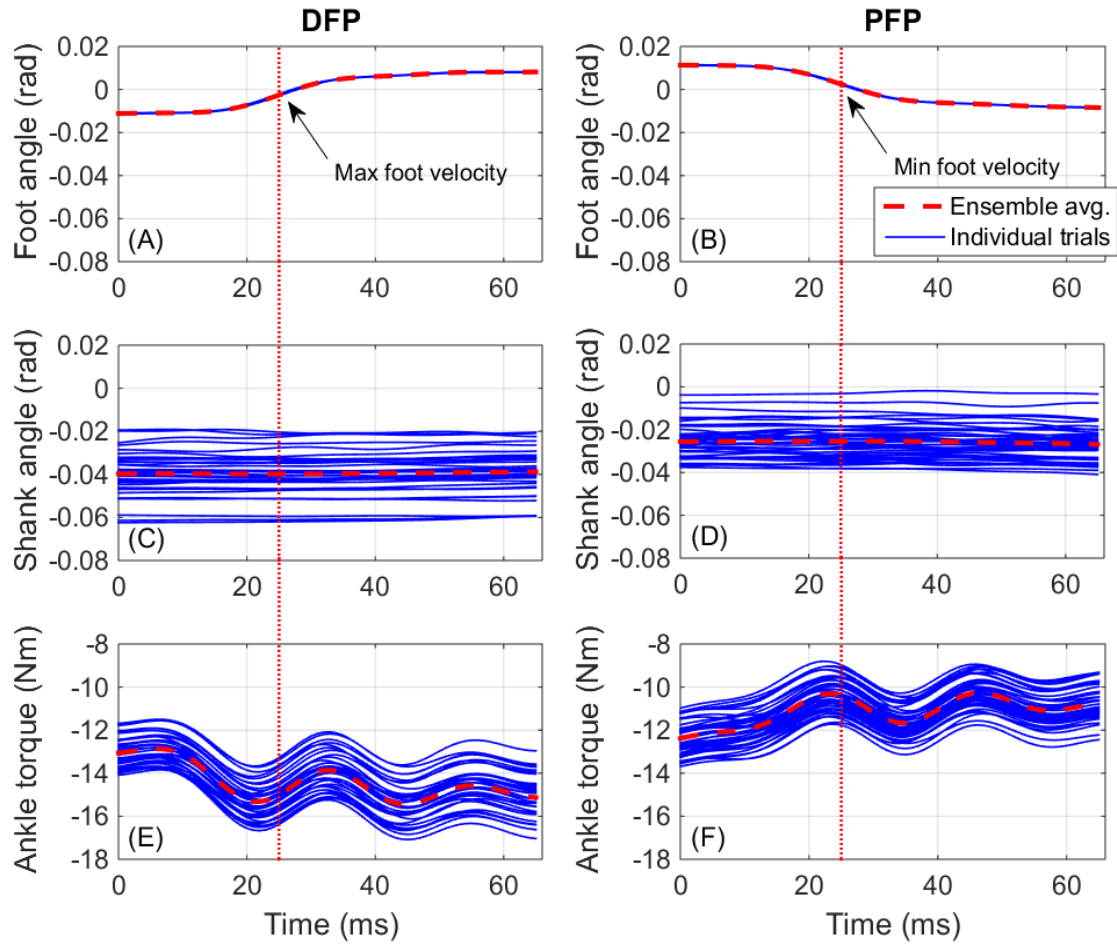 DFP
PFP
Foot angle (rad)
0.02
0
-0.02
-0.04
-0.06
-0.08
Max foot velocity
(A)
0 20 40 60
Foot angle (rad)
0.02
0
-0.02
-0.04
-0.06
-0.08
Min foot velocity
Ensemble avg.
Individual trials
(B)
0 20 40 60
Shank angle (rad)
0.02
0
-0.02
-0.04
-0.06
-0.08
(C)
0 20 40 60
Shank angle (rad)
0.02
0
-0.02
-0.04
-0.06
-0.08
(D)
0 20 40 60
Ankle torque (Nm)
-8
-10
-12
-14
-16
-18
(E)
0 20 40 60
Time (ms)
Ankle torque (Nm)
-8
-10
-12
-14
-16
-18
(F)
0 20 40 60
Time (ms)